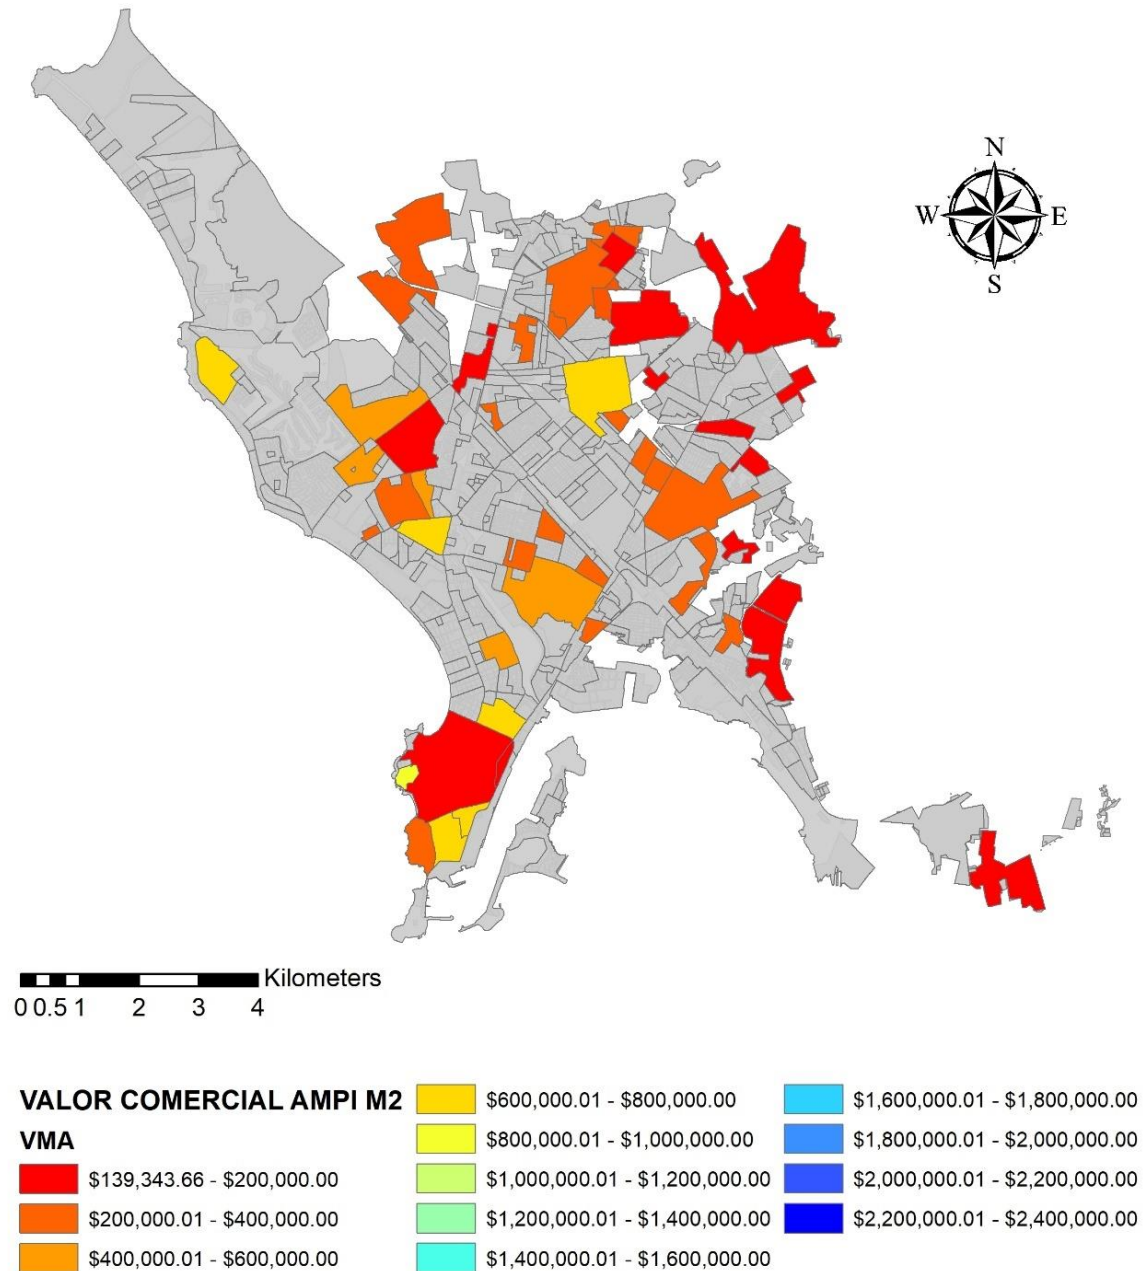 N
W E
S
Kilometers
0 0.5 1 2 3 4
VALOR COMERCIAL AMPI M2
VMA
$139,343.66 - $200,000.00
$200,000.01 - $400,000.00
$400,000.01 - $600,000.00
$600,000.01 - $800,000.00
$800,000.01 - $1,000,000.00
$1,000,000.01 - $1,200,000.00
$1,200,000.01 - $1,400,000.00
$1,400,000.01 - $1,600,000.00
$1,600,000.01 - $1,800,000.00
$1,800,000.01 - $2,000,000.00
$2,000,000.01 - $2,200,000.00
$2,200,000.01 - $2,400,000.00